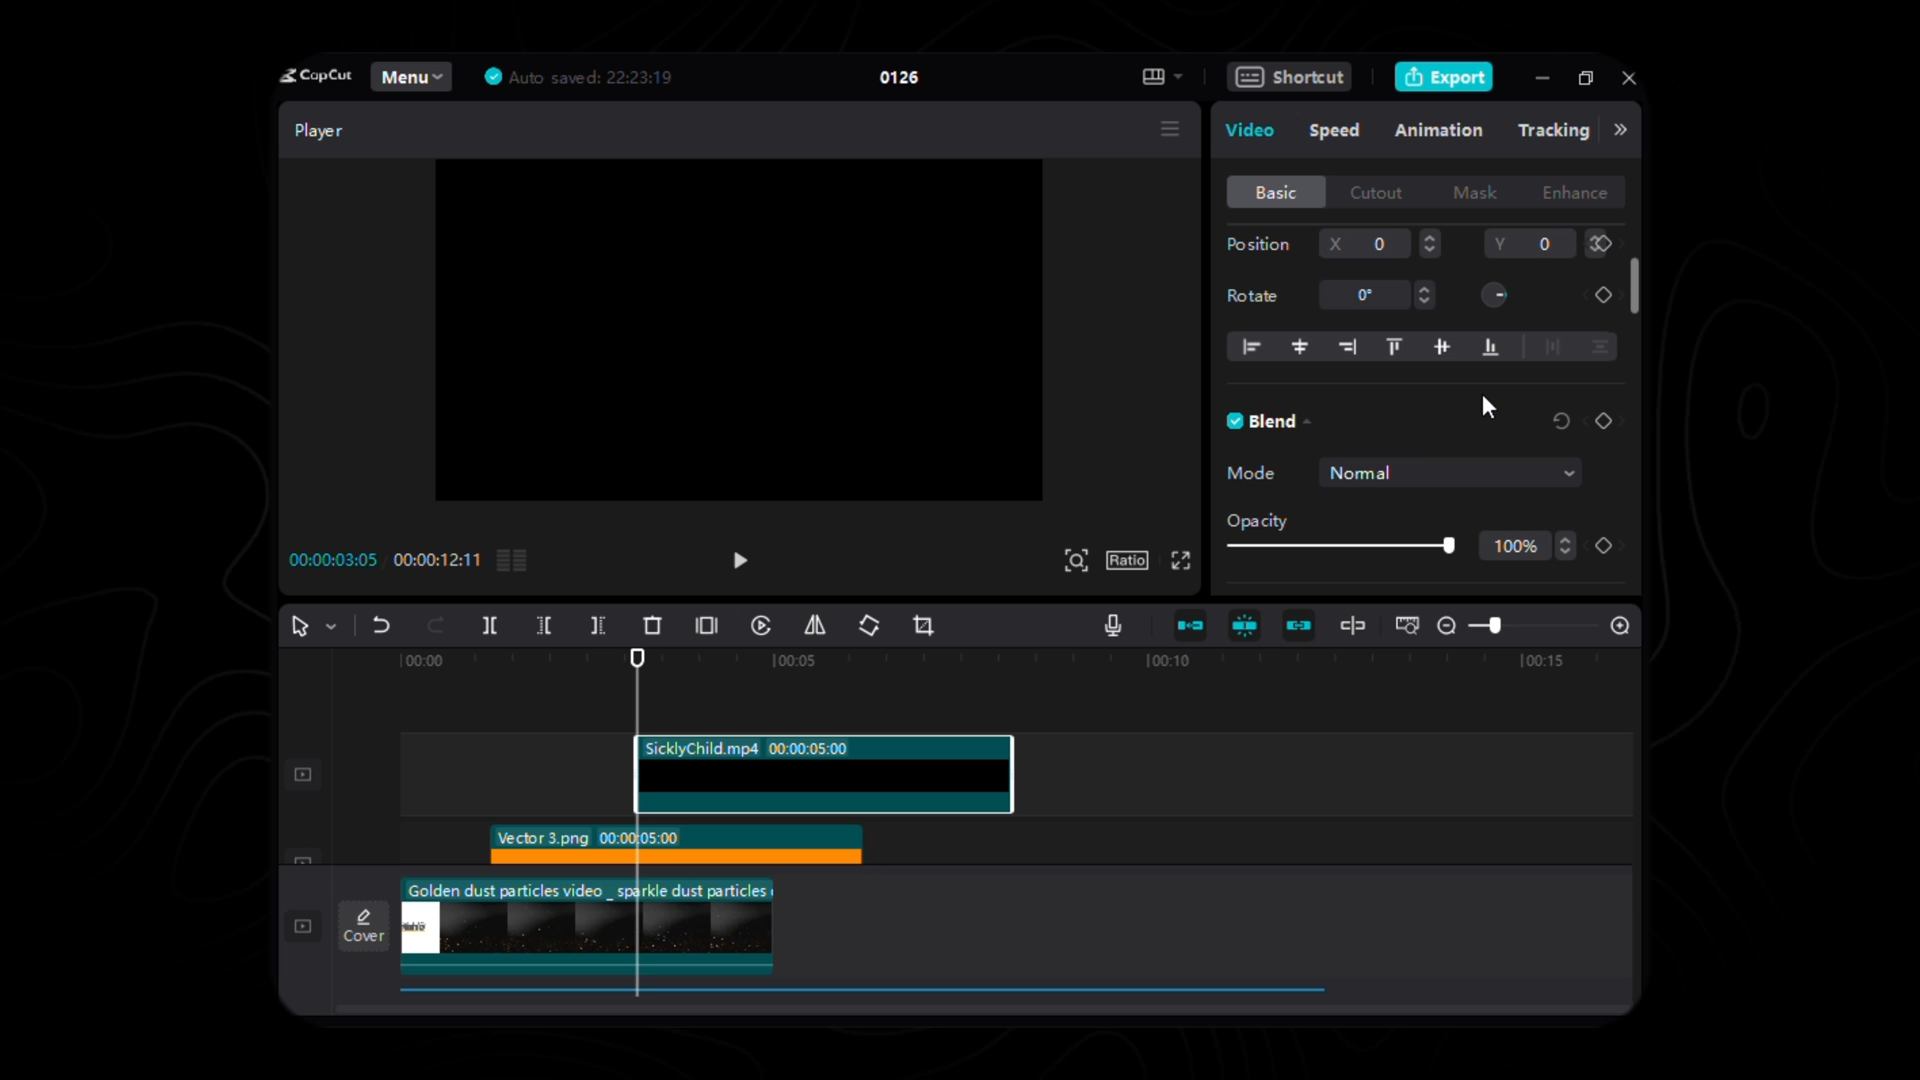 CapCut
Menu
Auto saved: 22:23:19
0126
Shortcut
Export
Player
Video
Speed
Animation
Tracking
Basic
Cutout
Mask
Enhance
Position
X
0
Y
0
Rotate
0°
Blend
Mode
Normal
Opacity
100%
00:00:03:05 / 00:00:12:11
Ratio
00:00
00:05
00:10
00:15
SicklyChild.mp4 00:00:05:00
Vector 3.png 00:00:05:00
Golden dust particles video _ sparkle dust particles
Cover